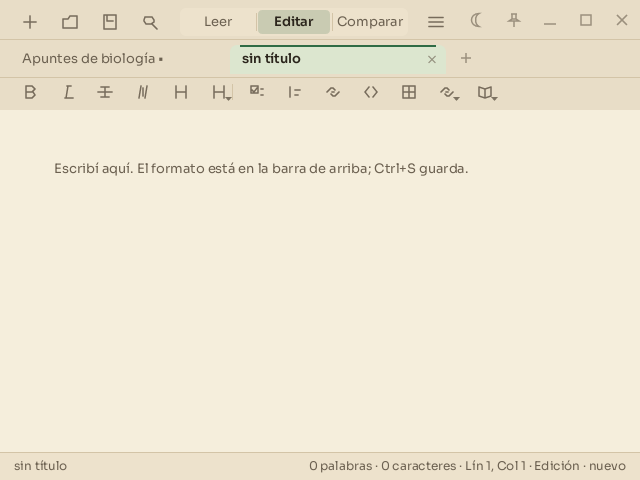 Leer Editar Comparar
Apuntes de biología •
sin título
Escribí aquí. El formato está en la barra de arriba; Ctrl+S guarda.
sin título
0 palabras · 0 caracteres · Lín 1, Col 1 · Edición · nuevo